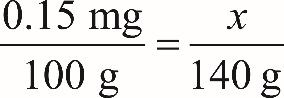 0.15 mg / 100 g = x / 140 g